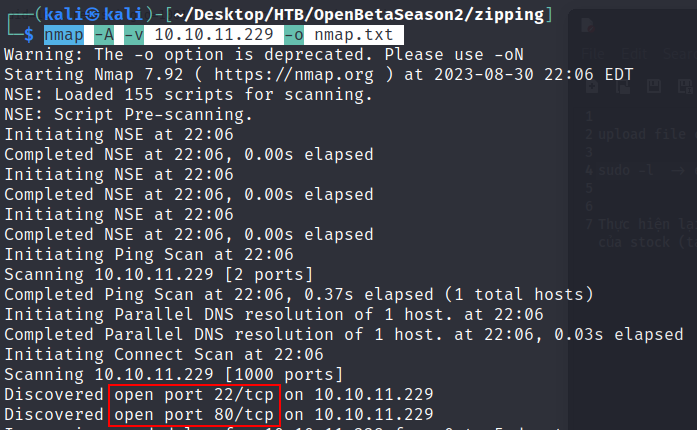 (kali㉿kali)-[~/Desktop/HTB/OpenBetaSeason2/zipping]
$ nmap -A -v 10.10.11.229 -o nmap.txt
Warning: The -o option is deprecated. Please use -oN
Starting Nmap 7.92 ( https://nmap.org ) at 2023-08-30 22:06 EDT
NSE: Loaded 155 scripts for scanning.
NSE: Script Pre-scanning.
Initiating NSE at 22:06
Completed NSE at 22:06, 0.00s elapsed
Initiating NSE at 22:06
Completed NSE at 22:06, 0.00s elapsed
Initiating NSE at 22:06
Completed NSE at 22:06, 0.00s elapsed
Initiating Ping Scan at 22:06
Scanning 10.10.11.229 [2 ports]
Completed Ping Scan at 22:06, 0.37s elapsed (1 total hosts)
Initiating Parallel DNS resolution of 1 host. at 22:06
Completed Parallel DNS resolution of 1 host. at 22:06, 0.03s elapsed
Initiating Connect Scan at 22:06
Scanning 10.10.11.229 [1000 ports]
Discovered open port 22/tcp on 10.10.11.229
Discovered open port 80/tcp on 10.10.11.229
File Edit
1
2 upload file
3
4 sudo -l
5
6
7 Thực hiện
của stock